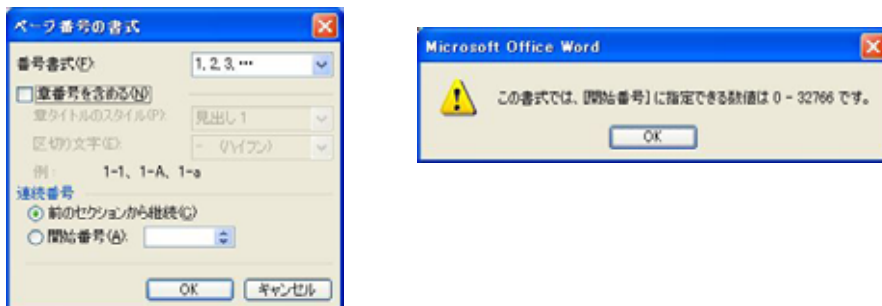 ページ番号の書式
番号書式(F):
1, 2, 3, …
章番号を含める(N)
章タイトルのスタイル(P):
見出し 1
区切り文字(E):
- (ハイフン)
例: 1-1、1-A、1-a
連続番号
前のセクションから継続(C)
開始番号(A):
OK
キャンセル
Microsoft Office Word
この書式では、[開始番号] に指定できる数値は 0 - 32766 です。
OK